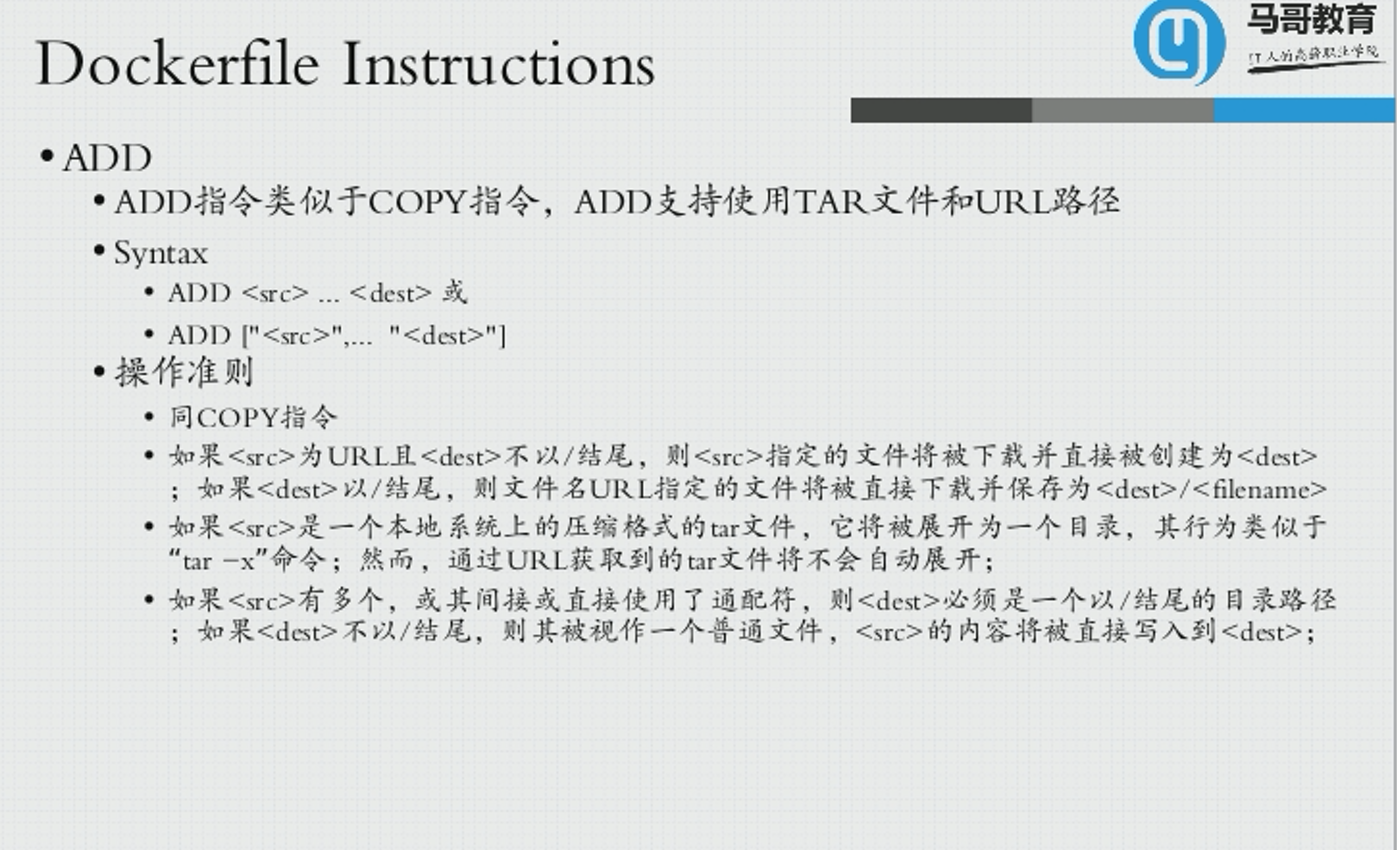 马哥教育
IT人的高薪职业学院
Dockerfile Instructions
• ADD
• ADD指令类似于COPY指令，ADD支持使用TAR文件和URL路径
• Syntax
• ADD <src> ... <dest> 或
• ADD ["<src>",... "<dest>"]
• 操作准则
• 同COPY指令
• 如果<src>为URL且<dest>不以/结尾，则<src>指定的文件将被下载并直接被创建为<dest>
；如果<dest>以/结尾，则文件名URL指定的文件将被直接下载并保存为<dest>/<filename>
• 如果<src>是一个本地系统上的压缩格式的tar文件，它将被展开为一个目录，其行为类似于
“tar –x”命令；然而，通过URL获取到的tar文件将不会自动展开；
• 如果<src>有多个，或其间接或直接使用了通配符，则<dest>必须是一个以/结尾的目录路径
；如果<dest>不以/结尾，则其被视作一个普通文件，<src>的内容将被直接写入到<dest>；